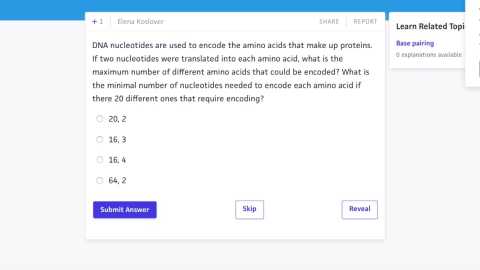 + 1 Elena Koslover SHARE REPORT
DNA nucleotides are used to encode the amino acids that make up proteins.
If two nucleotides were translated into each amino acid, what is the
maximum number of different amino acids that could be encoded? What is
the minimal number of nucleotides needed to encode each amino acid if
there 20 different ones that require encoding?
20, 2
16, 3
16, 4
64, 2
Submit Answer Skip Reveal
Learn Related Topi
Base pairing
0 explanations available